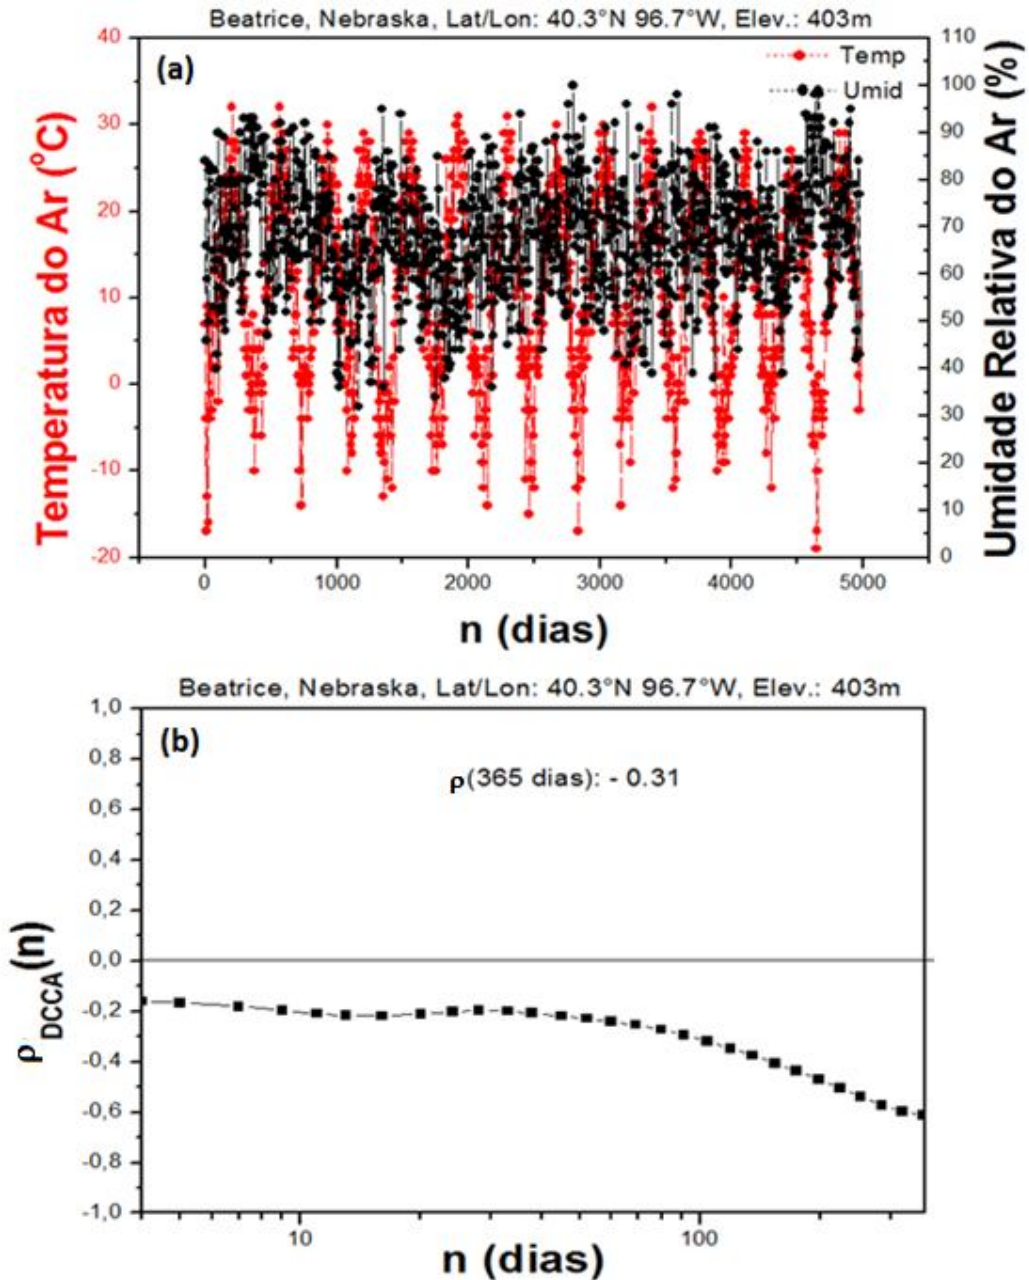 Beatrice, Nebraska, Lat/Lon: 40.3°N 96.7°W, Elev.: 403m
(a)
Temp
Umid
Temperatura do Ar (°C)
40
30
20
10
0
-10
-20
Umidade Relativa do Ar (%)
110
100
90
80
70
60
50
40
30
20
10
0
0 1000 2000 3000 4000 5000
n (dias)
Beatrice, Nebraska, Lat/Lon: 40.3°N 96.7°W, Elev.: 403m
(b)
ρ(365 dias): - 0.31
ρ DCCA (n)
1,0
0,8
0,6
0,4
0,2
0,0
-0,2
-0,4
-0,6
-0,8
-1,0
10 100
n (dias)